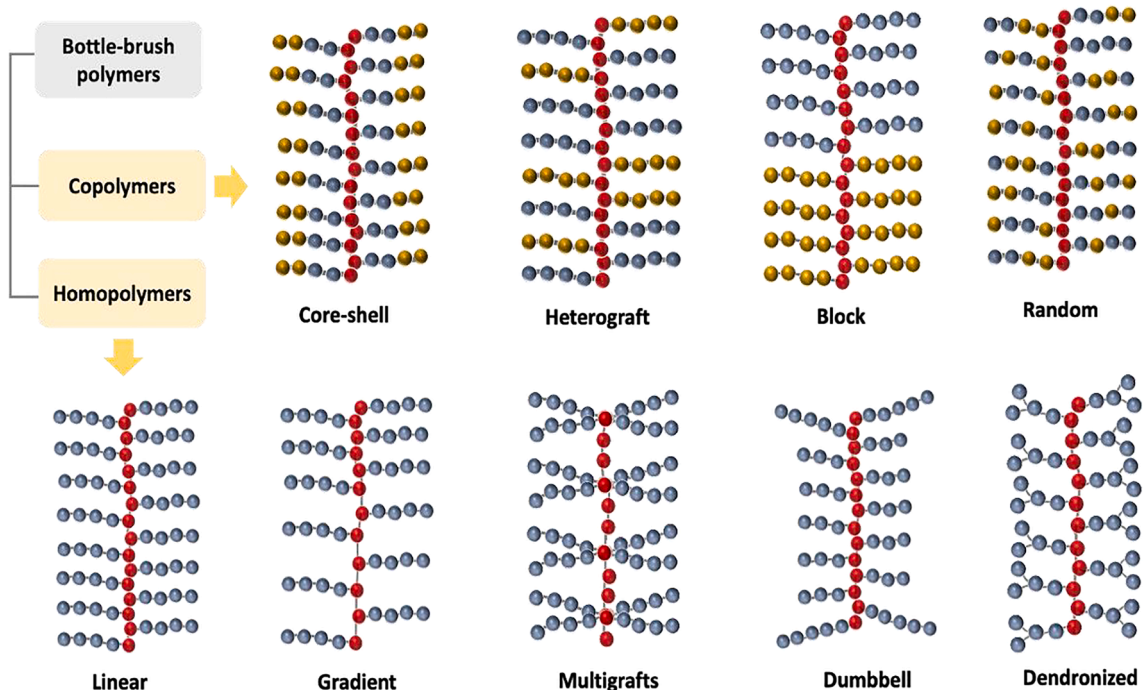 Bottle-brush
polymers
Copolymers
Homopolymers
Core-shell
Heterograft
Block
Random
Linear
Gradient
Multigrafts
Dumbbell
Dendronized